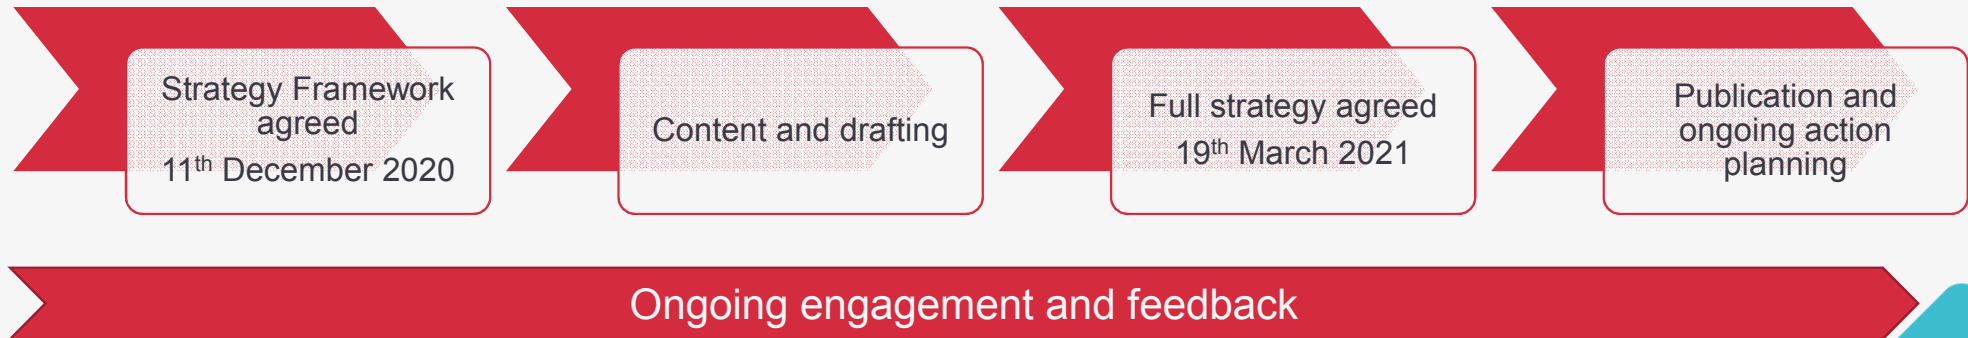 Strategy Framework
agreed
11th December 2020
Content and drafting
Full strategy agreed
19th March 2021
Publication and
ongoing action
planning
Ongoing engagement and feedback